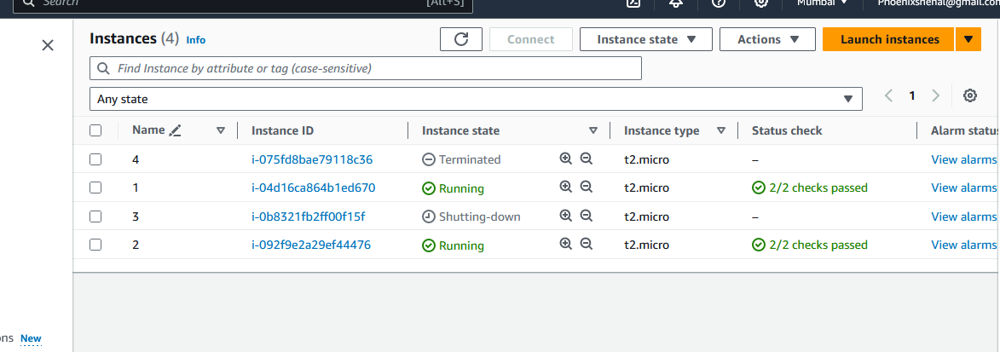 Search [Alt+S] Mumbai Phoenixshenal@gmail.com
Instances (4) Info Connect Instance state Actions Launch instances
Find Instance by attribute or tag (case-sensitive)
Any state 1
Name Instance ID Instance state Instance type Status check Alarm status
4 i-075fd8bae79118c36 Terminated t2.micro – View alarms
1 i-04d16ca864b1ed670 Running t2.micro 2/2 checks passed View alarms
3 i-0b8321fb2ff00f15f Shutting-down t2.micro – View alarms
2 i-092f9e2a29ef44476 Running t2.micro 2/2 checks passed View alarms
ons New